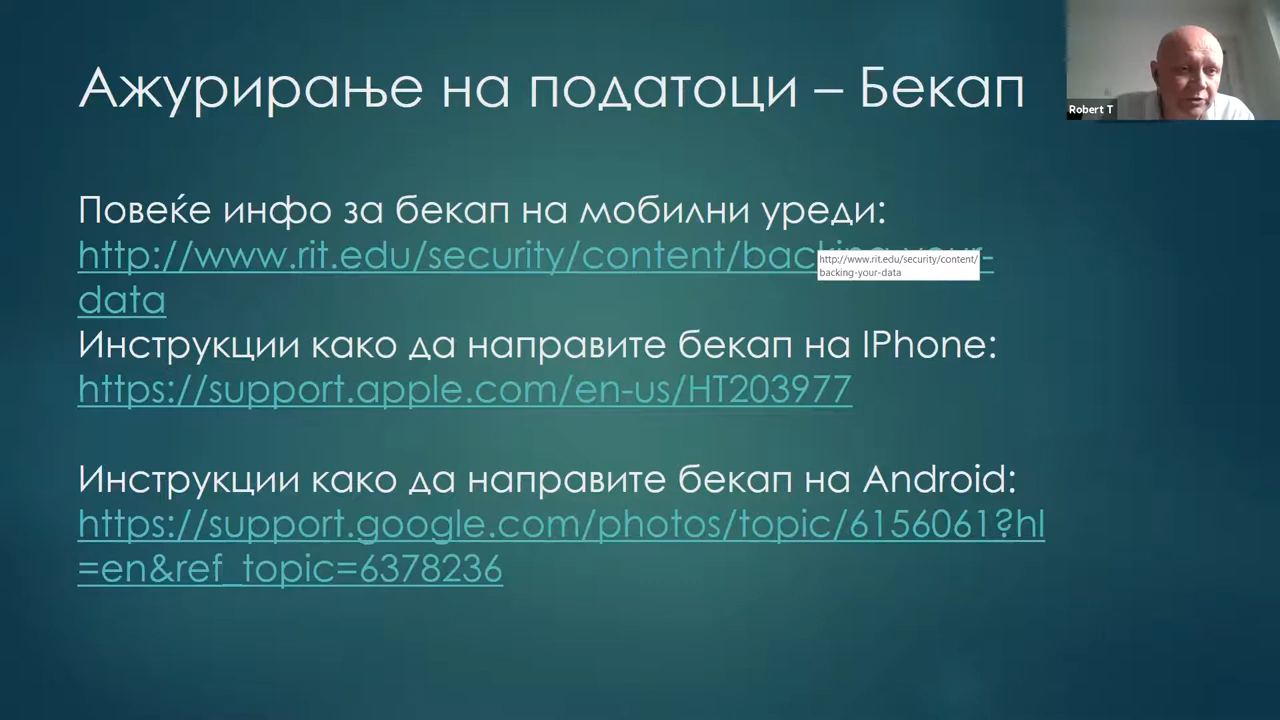 Ажурирање на податоци – Бекап
Robert T
Повеќе инфо за бекап на мобилни уреди:
http://www.rit.edu/security/content/backing-your-
data
http://www.rit.edu/security/content/
backing-your-data
Инструкции како да направите бекап на IPhone:
https://support.apple.com/en-us/HT203977
Инструкции како да направите бекап на Android:
https://support.google.com/photos/topic/6156061?hl
=en&ref_topic=6378236